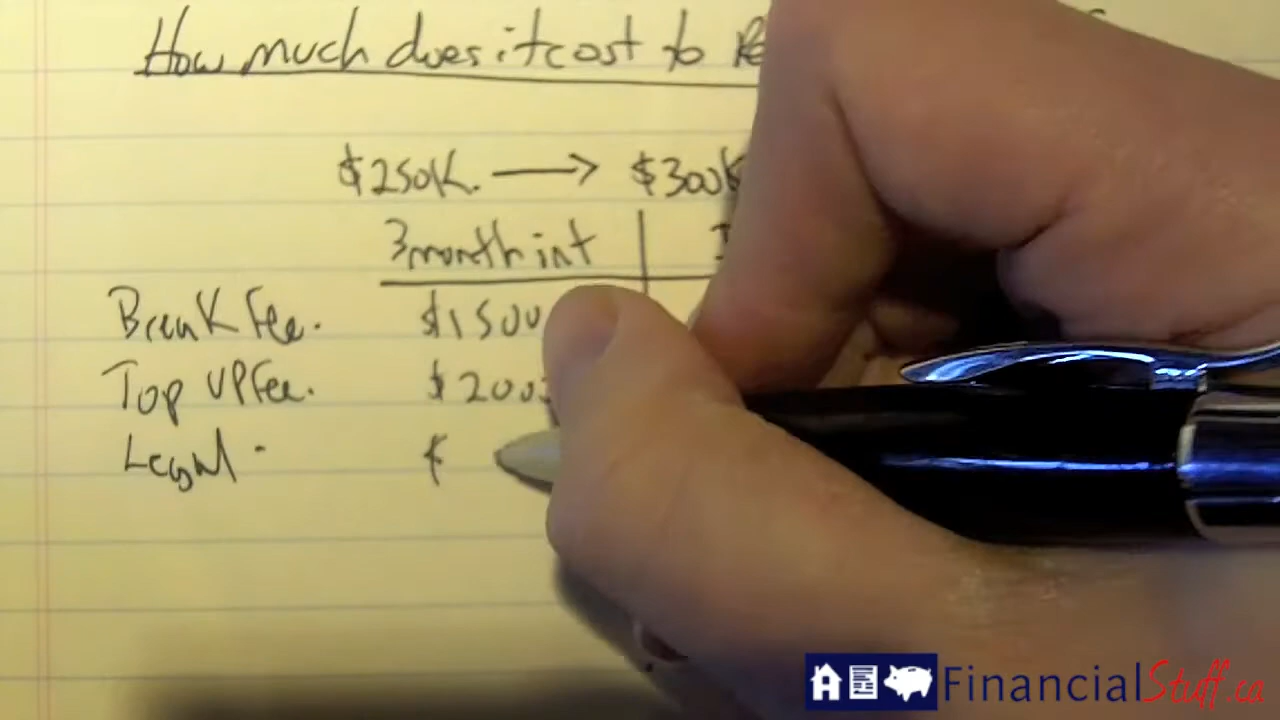 How much does it cost to
$250K. → $300K
3 month int
Break Fee. $1500
Top UP Fee. $200
Legal - $
FinancialStuff.ca